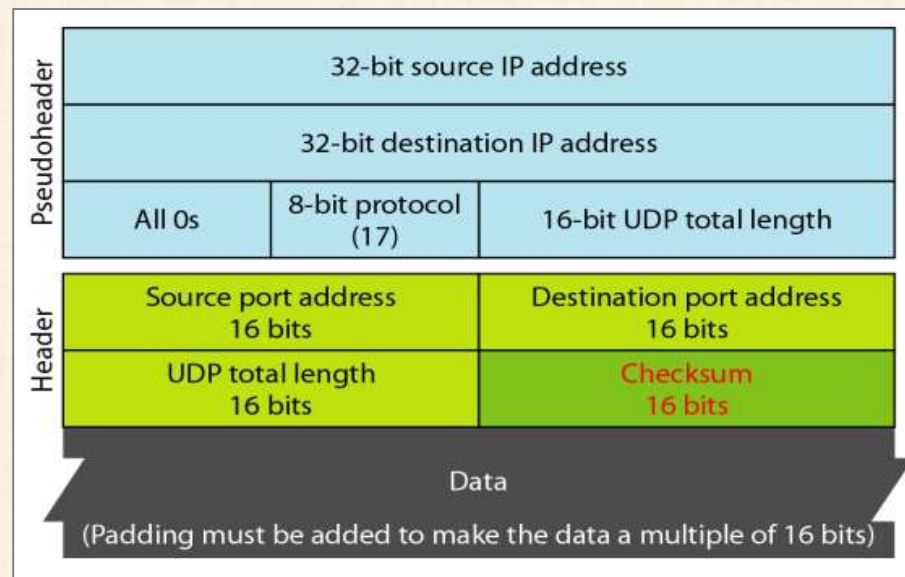 Pseudoheader
32-bit source IP address
32-bit destination IP address
All 0s
8-bit protocol
(17)
16-bit UDP total length
Header
Source port address
16 bits
Destination port address
16 bits
UDP total length
16 bits
Checksum
16 bits
Data
(Padding must be added to make the data a multiple of 16 bits)